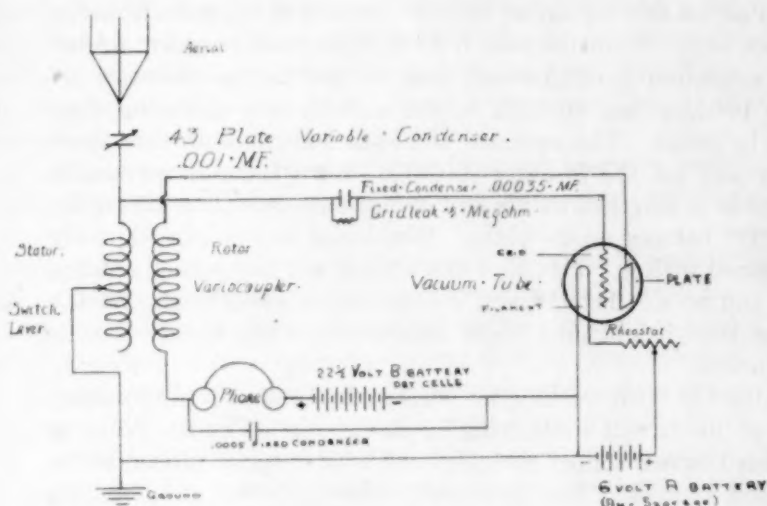 Aerial
43 Plate Variable · Condenser.
.001 · MF.
Fixed-Condenser .00035-MF.
Gridleak
Megohm
Stator.
Rotor
Variocoupler.
Switch
Lever
GRID
PLATE
Vacuum · Tube
FILAMENT
Rheostat
22½ VOLT B BATTERY
DRY CELLS
Phone
+
-
.0005 FIXED CONDENSER
GROUND
6 VOLT A BATTERY